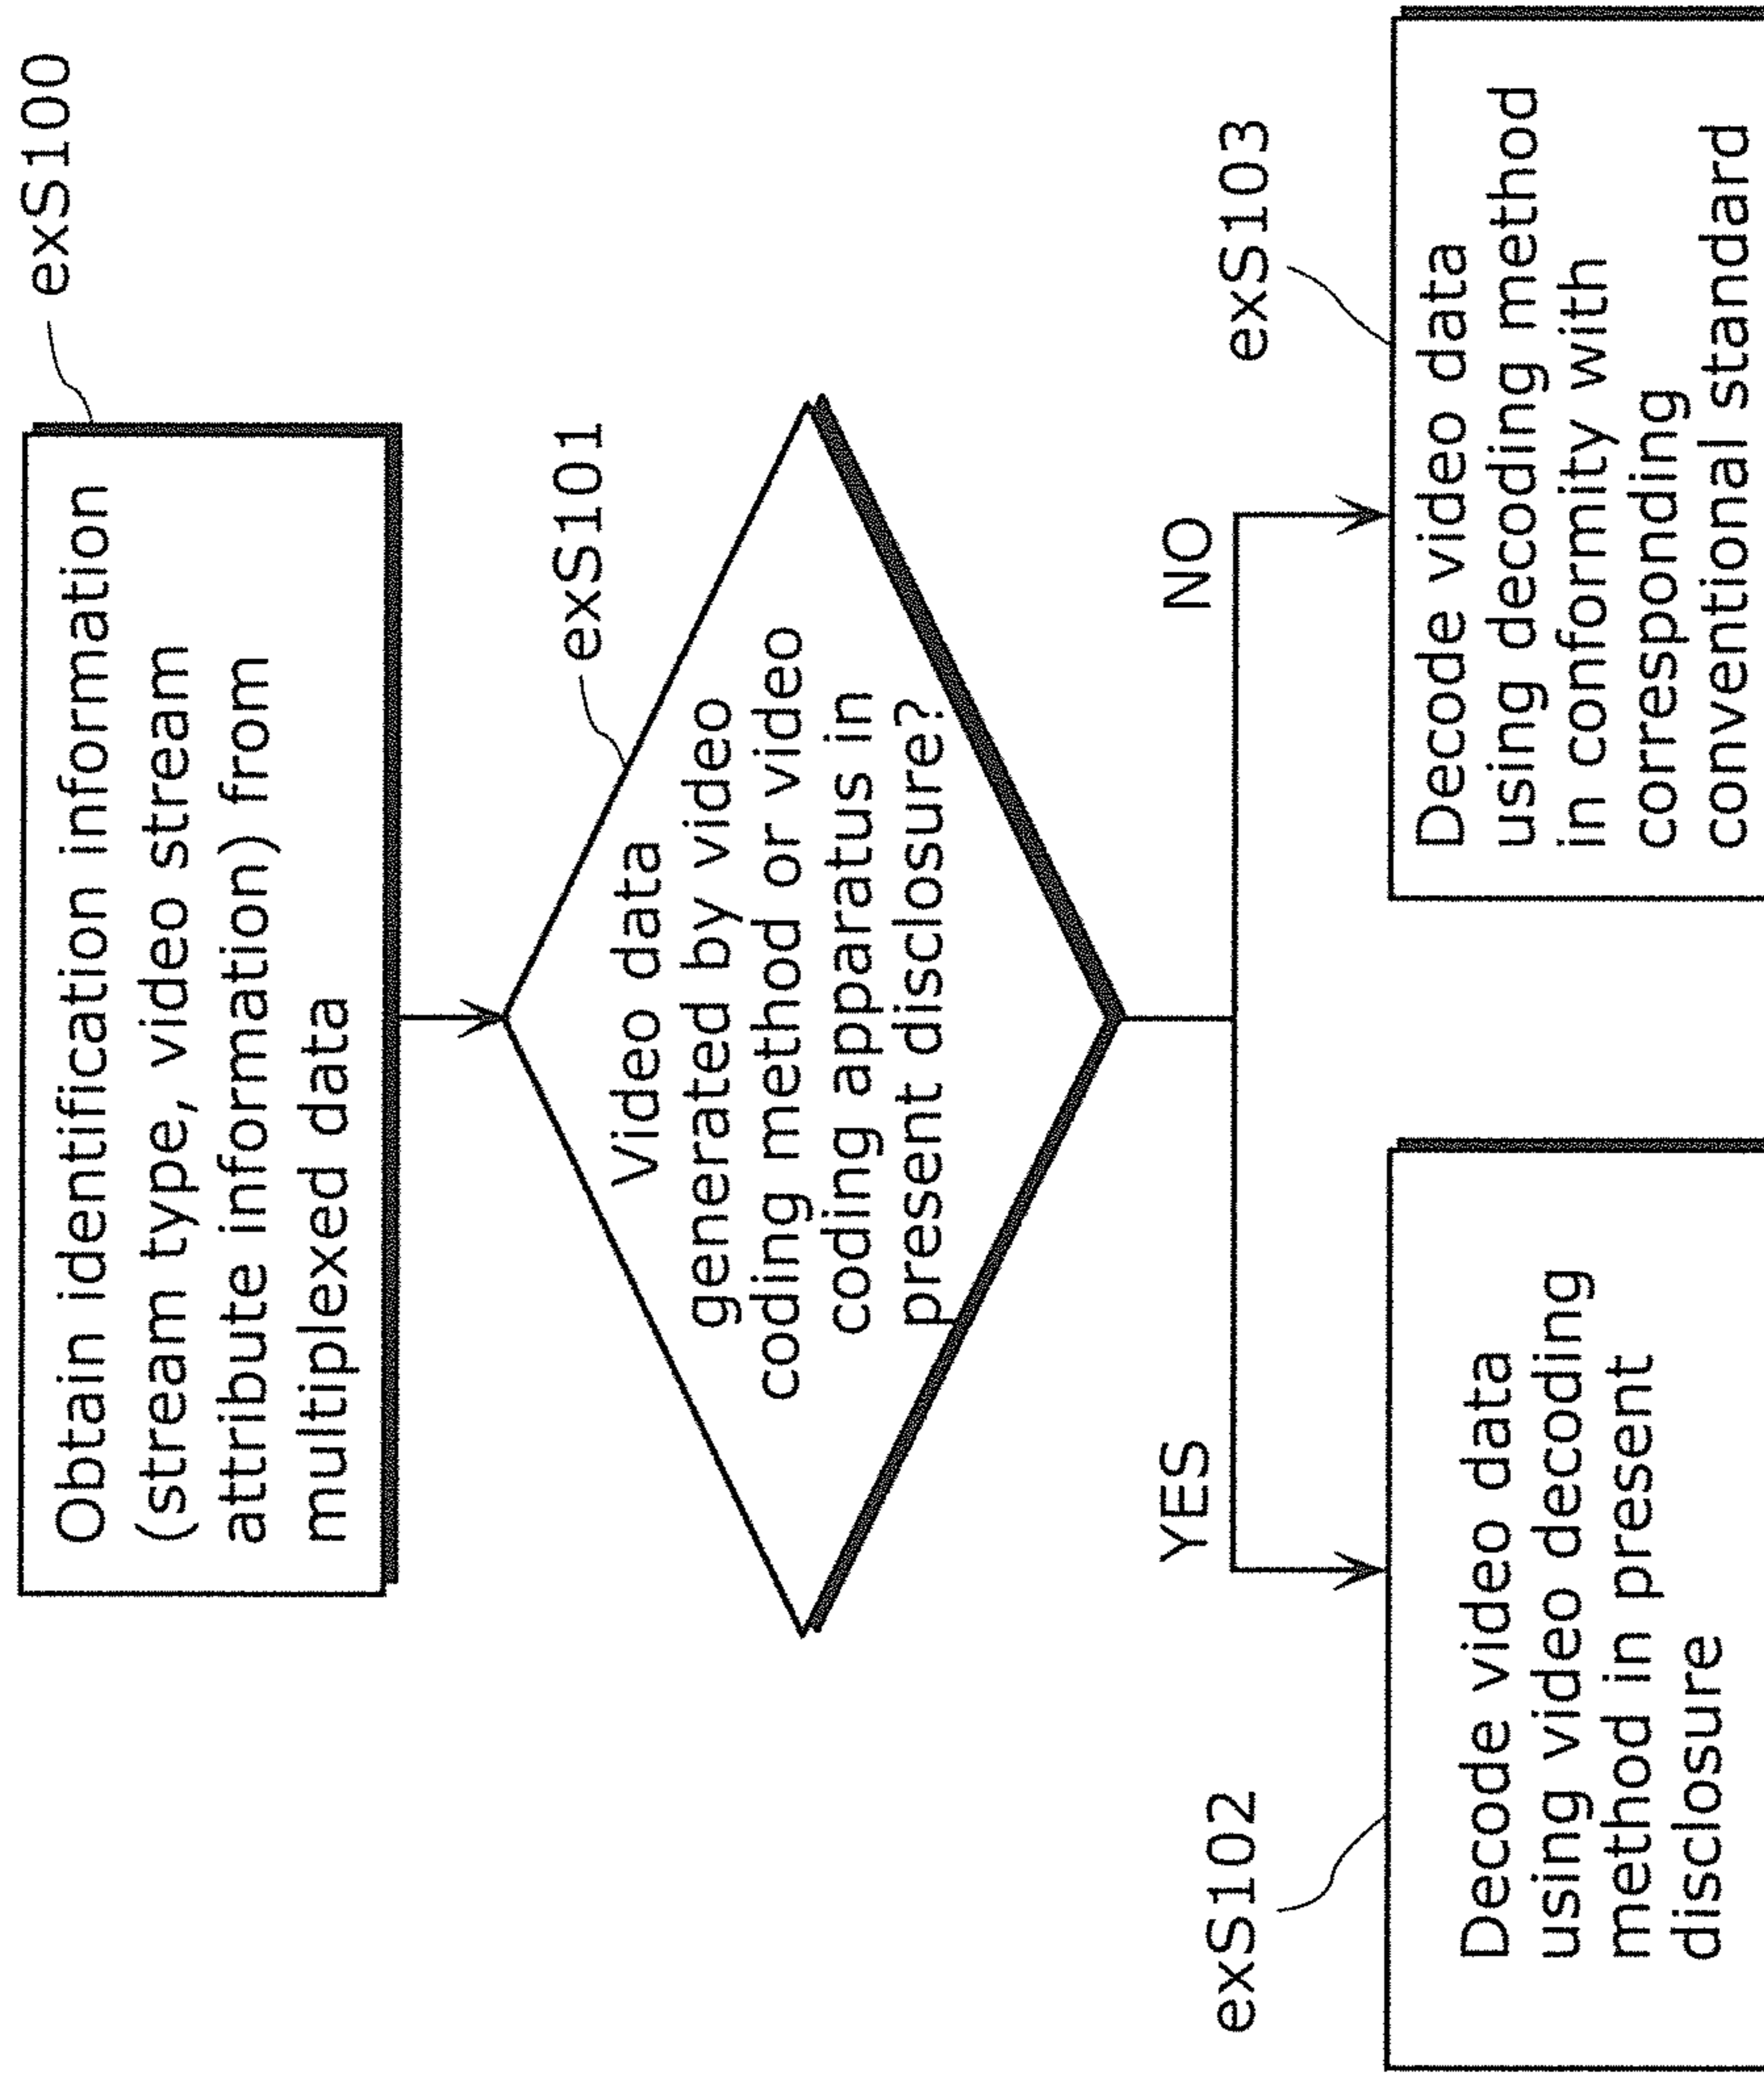 exS100
Obtain identification information
(stream type, video stream
attribute information) from
multiplexed data
exS101
Video data
generated by video
coding method or video
coding apparatus in
present disclosure?
YES
NO
exS102
Decode video data
using video decoding
method in present
disclosure
exS103
Decode video data
using decoding method
in conformity with
corresponding
conventional standard